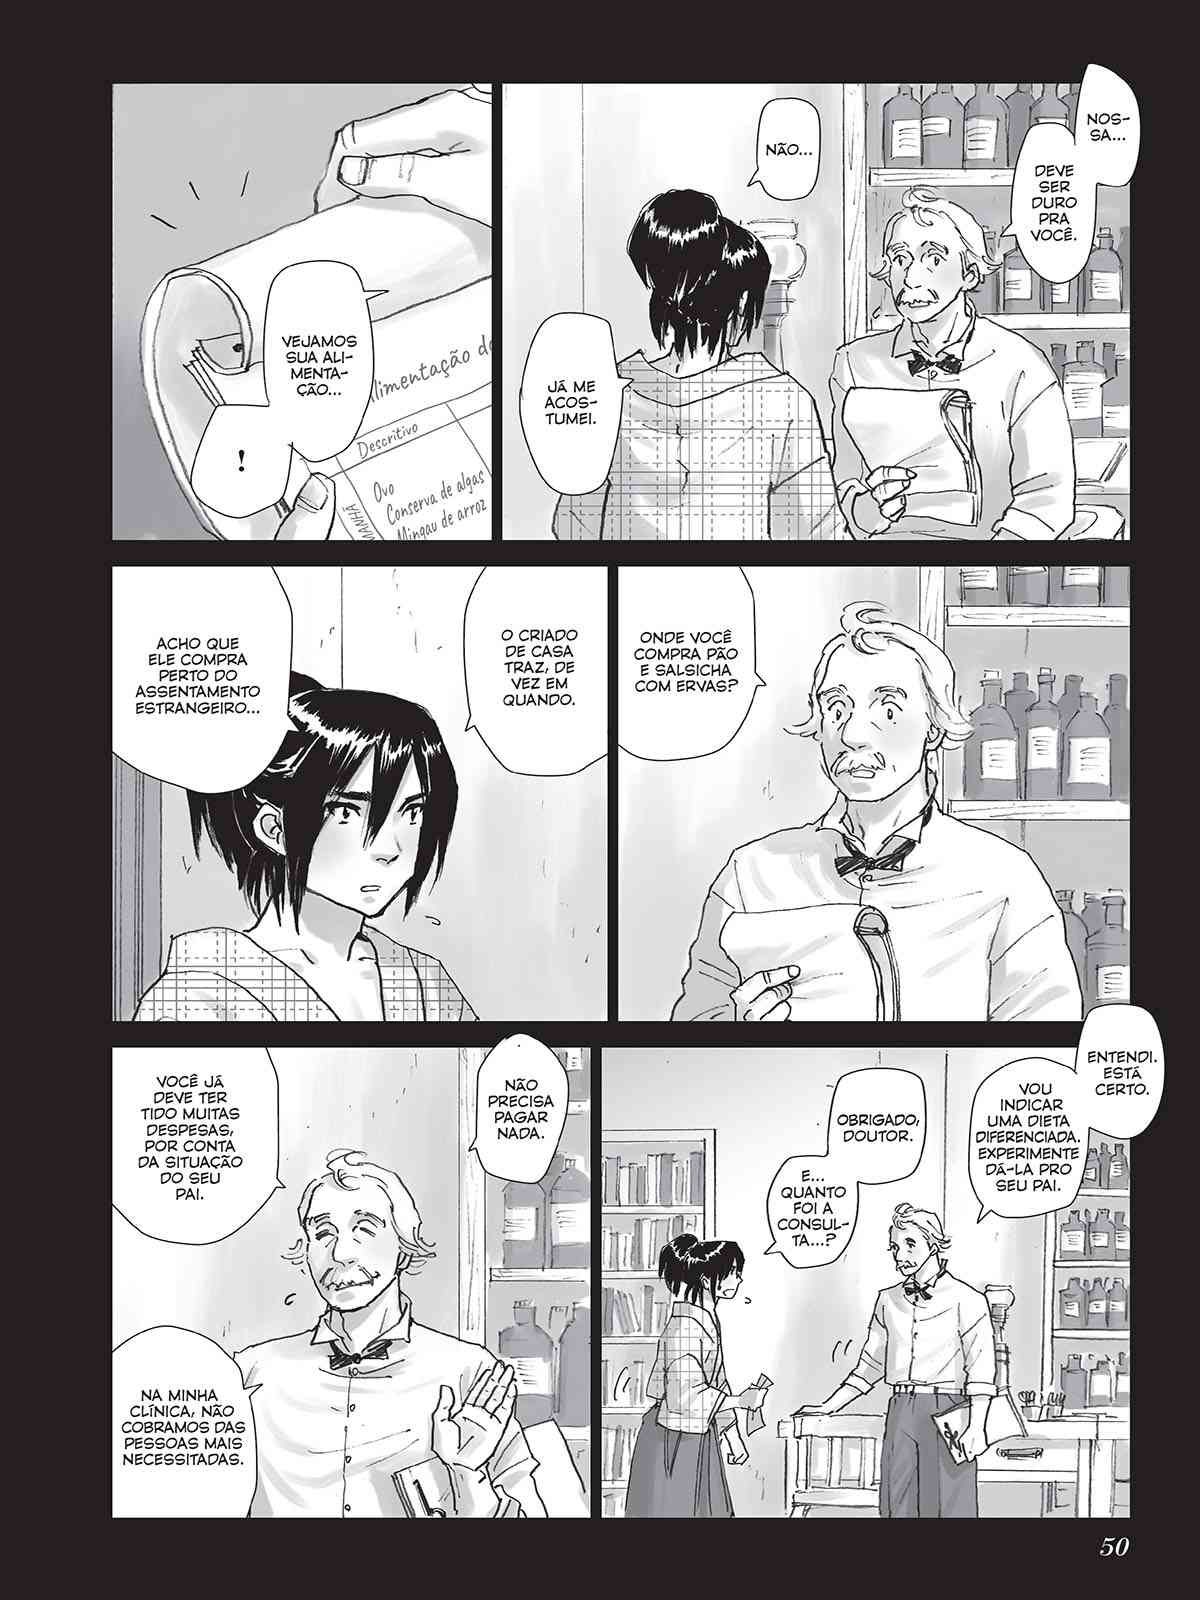 NOS-
SA...
DEVE
SER
DURO
PRA
VOCÊ.
NÃO...
JÁ ME
ACOS-
TUMEI.
VEJAMOS
SUA ALI-
MENTA-
ÇÃO...
!
Alimentação do
Descritivo
MANHÃ
Ovo
Conserva de algas
Mingau de arroz
ONDE VOCÊ
COMPRA PÃO
E SALSICHA
COM ERVAS?
O CRIADO
DE CASA
TRAZ, DE
VEZ EM
QUANDO.
ACHO QUE
ELE COMPRA
PERTO DO
ASSENTAMENTO
ESTRANGEIRO...
ENTENDI.
ESTÁ
CERTO.
VOU
INDICAR
UMA DIETA
DIFERENCIADA.
EXPERIMENTE
DÁ-LA PRO
SEU PAI.
OBRIGADO,
DOUTOR.
E...
QUANTO
FOI A
CONSUL-
TA...?
NÃO
PRECISA
PAGAR
NADA.
VOCÊ JÁ
DEVE TER
TIDO MUITAS
DESPESAS,
POR CONTA
DA SITUAÇÃO
DO SEU
PAI.
NA MINHA
CLÍNICA, NÃO
COBRAMOS DAS
PESSOAS MAIS
NECESSITADAS.
50